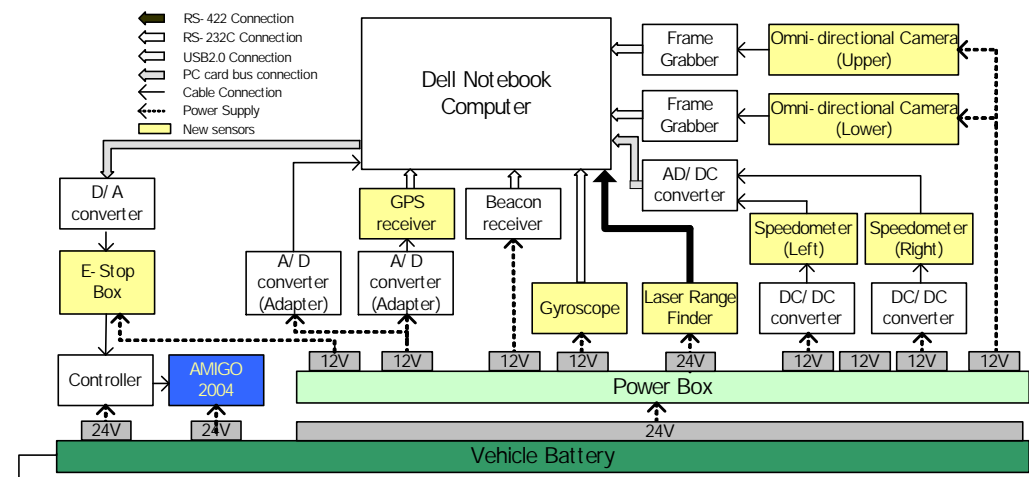 RS-422 Connection
RS-232C Connection
USB2.0 Connection
PC card bus connection
Cable Connection
Power Supply
New sensors
Dell Notebook
Computer
Frame
Grabber
Omni-directional Camera
(Upper)
Frame
Grabber
Omni-directional Camera
(Lower)
D/A
converter
GPS
receiver
Beacon
receiver
AD/DC
converter
Speedometer
(Left)
Speedometer
(Right)
E-Stop
Box
A/D
converter
(Adapter)
A/D
converter
(Adapter)
Gyroscope
Laser Range
Finder
DC/DC
converter
DC/DC
converter
Controller
AMIGO
2004
12V
12V
12V
12V
24V
12V
12V
12V
12V
Power Box
24V
24V
24V
Vehicle Battery